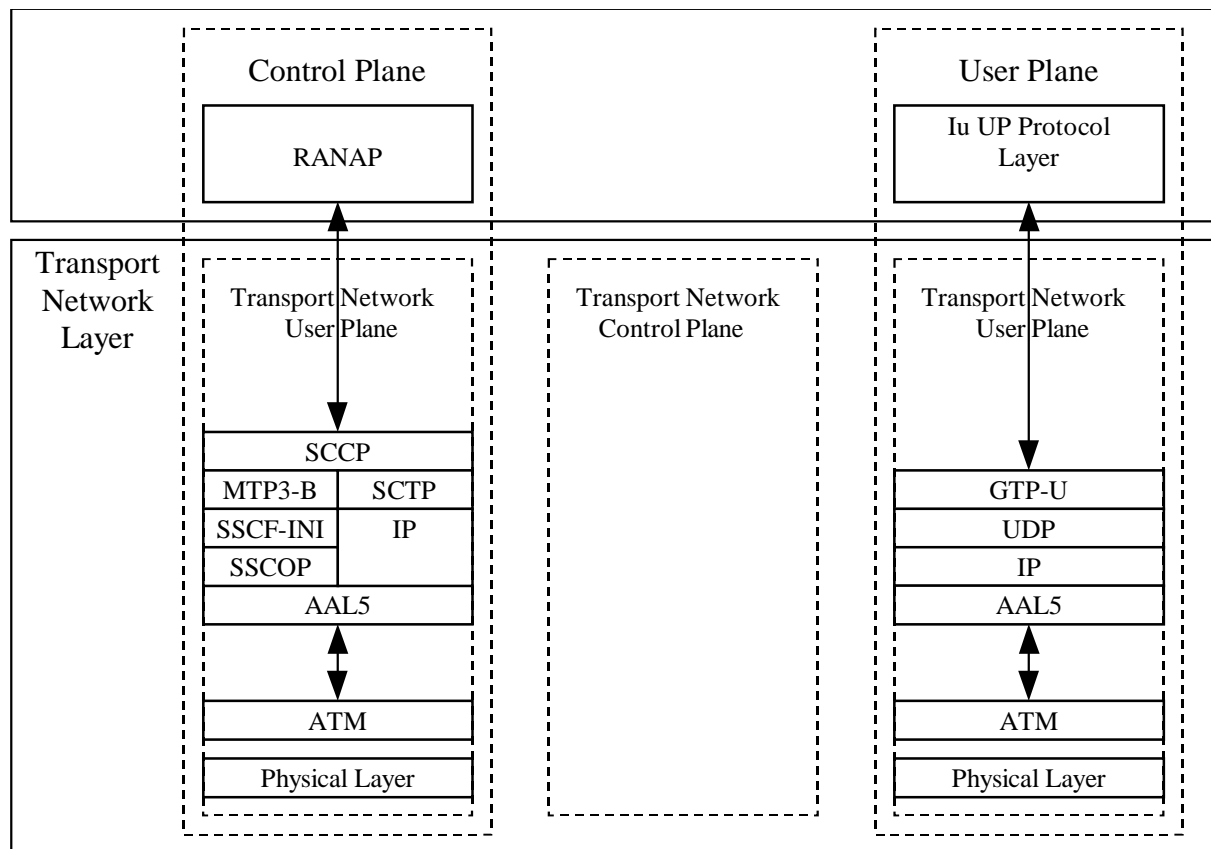 Control Plane
User Plane
RANAP
Iu UP Protocol
Layer
Transport
Network
Layer
Transport Network
User Plane
Transport Network
Control Plane
Transport Network
User Plane
SCCP
MTP3-B
SCTP
SSCF-INI
IP
SSCOP
AAL5
ATM
Physical Layer
GTP-U
UDP
IP
AAL5
ATM
Physical Layer